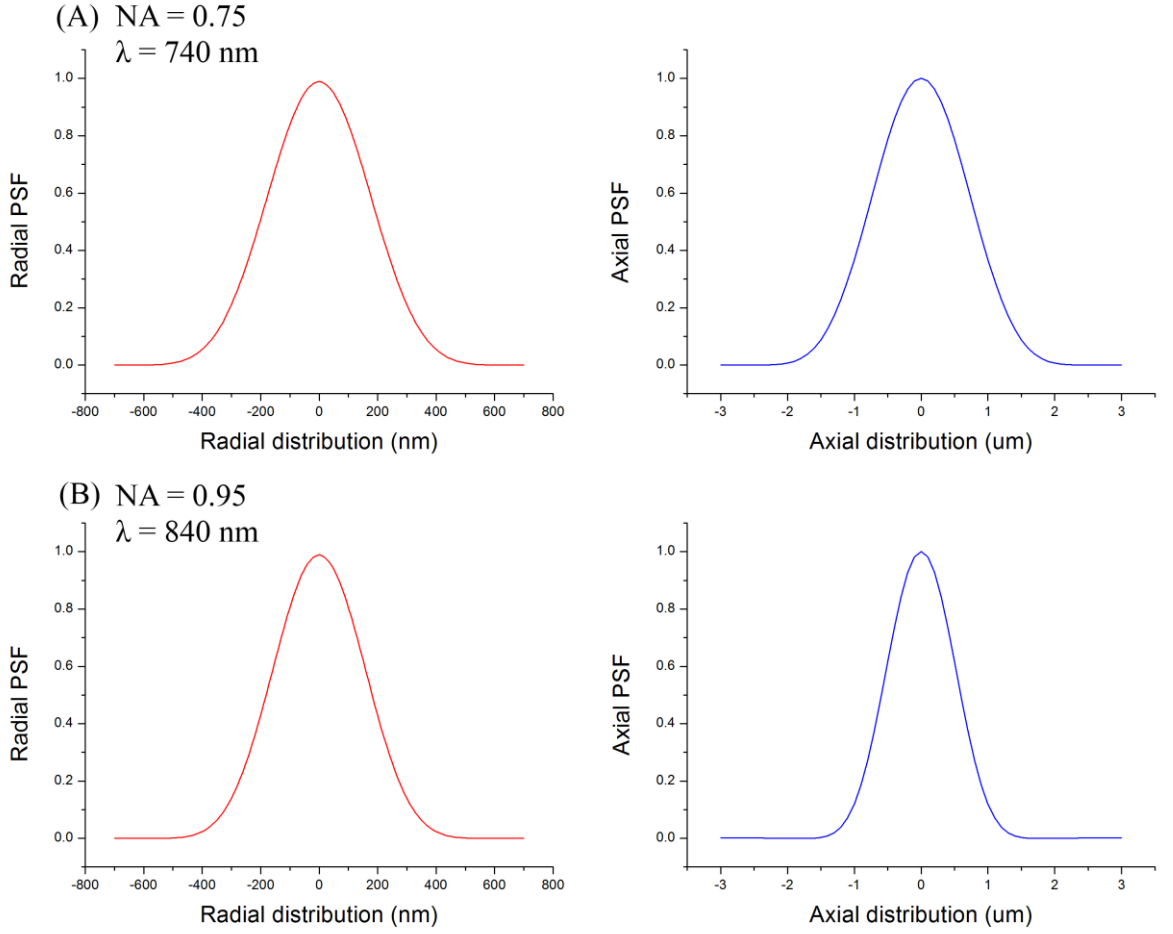 (A) NA = 0.75
λ = 740 nm
Radial PSF
1.0
0.8
0.6
0.4
0.2
0.0
-800 -600 -400 -200 0 200 400 600 800
Radial distribution (nm)
Axial PSF
1.0
0.8
0.6
0.4
0.2
0.0
-3 -2 -1 0 1 2 3
Axial distribution (um)
(B) NA = 0.95
λ = 840 nm
Radial PSF
1.0
0.8
0.6
0.4
0.2
0.0
-800 -600 -400 -200 0 200 400 600 800
Radial distribution (nm)
Axial PSF
1.0
0.8
0.6
0.4
0.2
0.0
-3 -2 -1 0 1 2 3
Axial distribution (um)